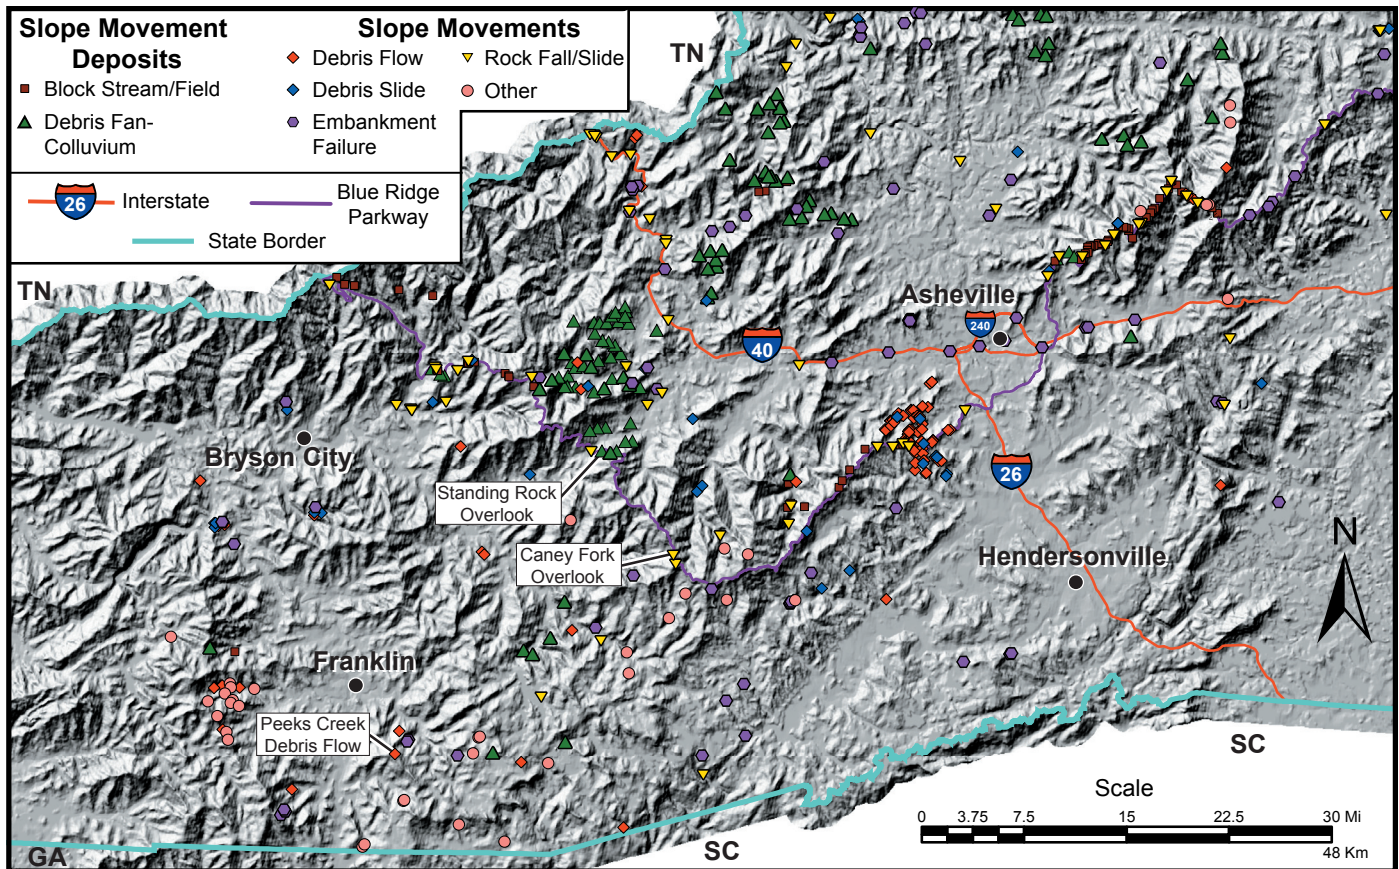 Slope Movement
Deposits
Block Stream/Field
Debris Fan-
Colluvium
Slope Movements
Debris Flow
Debris Slide
Embankment
Failure
Rock Fall/Slide
Other
26
Interstate
Blue Ridge
Parkway
State Border
TN
TN
Asheville
240
40
Bryson City
Standing Rock
Overlook
26
Caney Fork
Overlook
Hendersonville
N
Franklin
Peeks Creek
Debris Flow
SC
SC
GA
Scale
0 3.75 7.5 15 22.5 30 Mi
48 Km